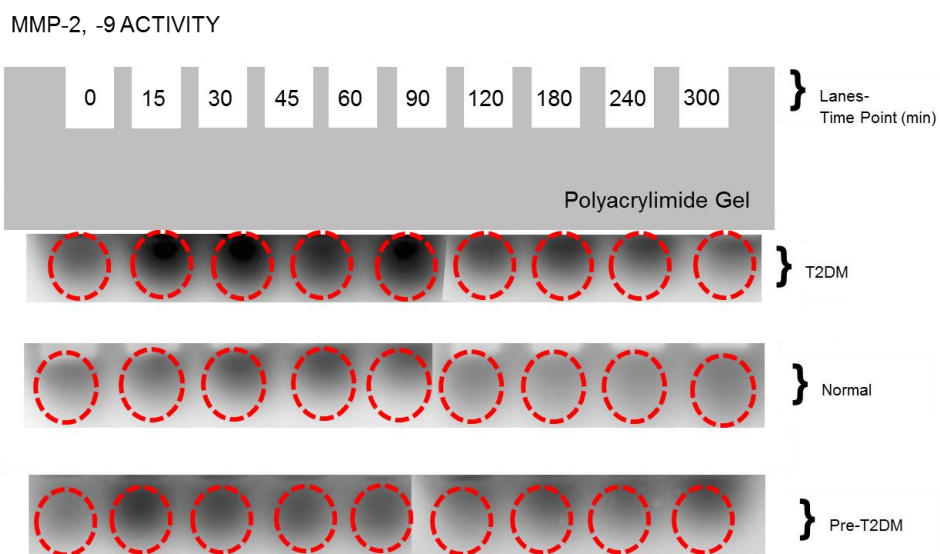 MMP-2, -9 ACTIVITY
0 15 30 45 60 90 120 180 240 300
Lanes-
Time Point (min)
Polyacrylimide Gel
T2DM
Normal
Pre-T2DM